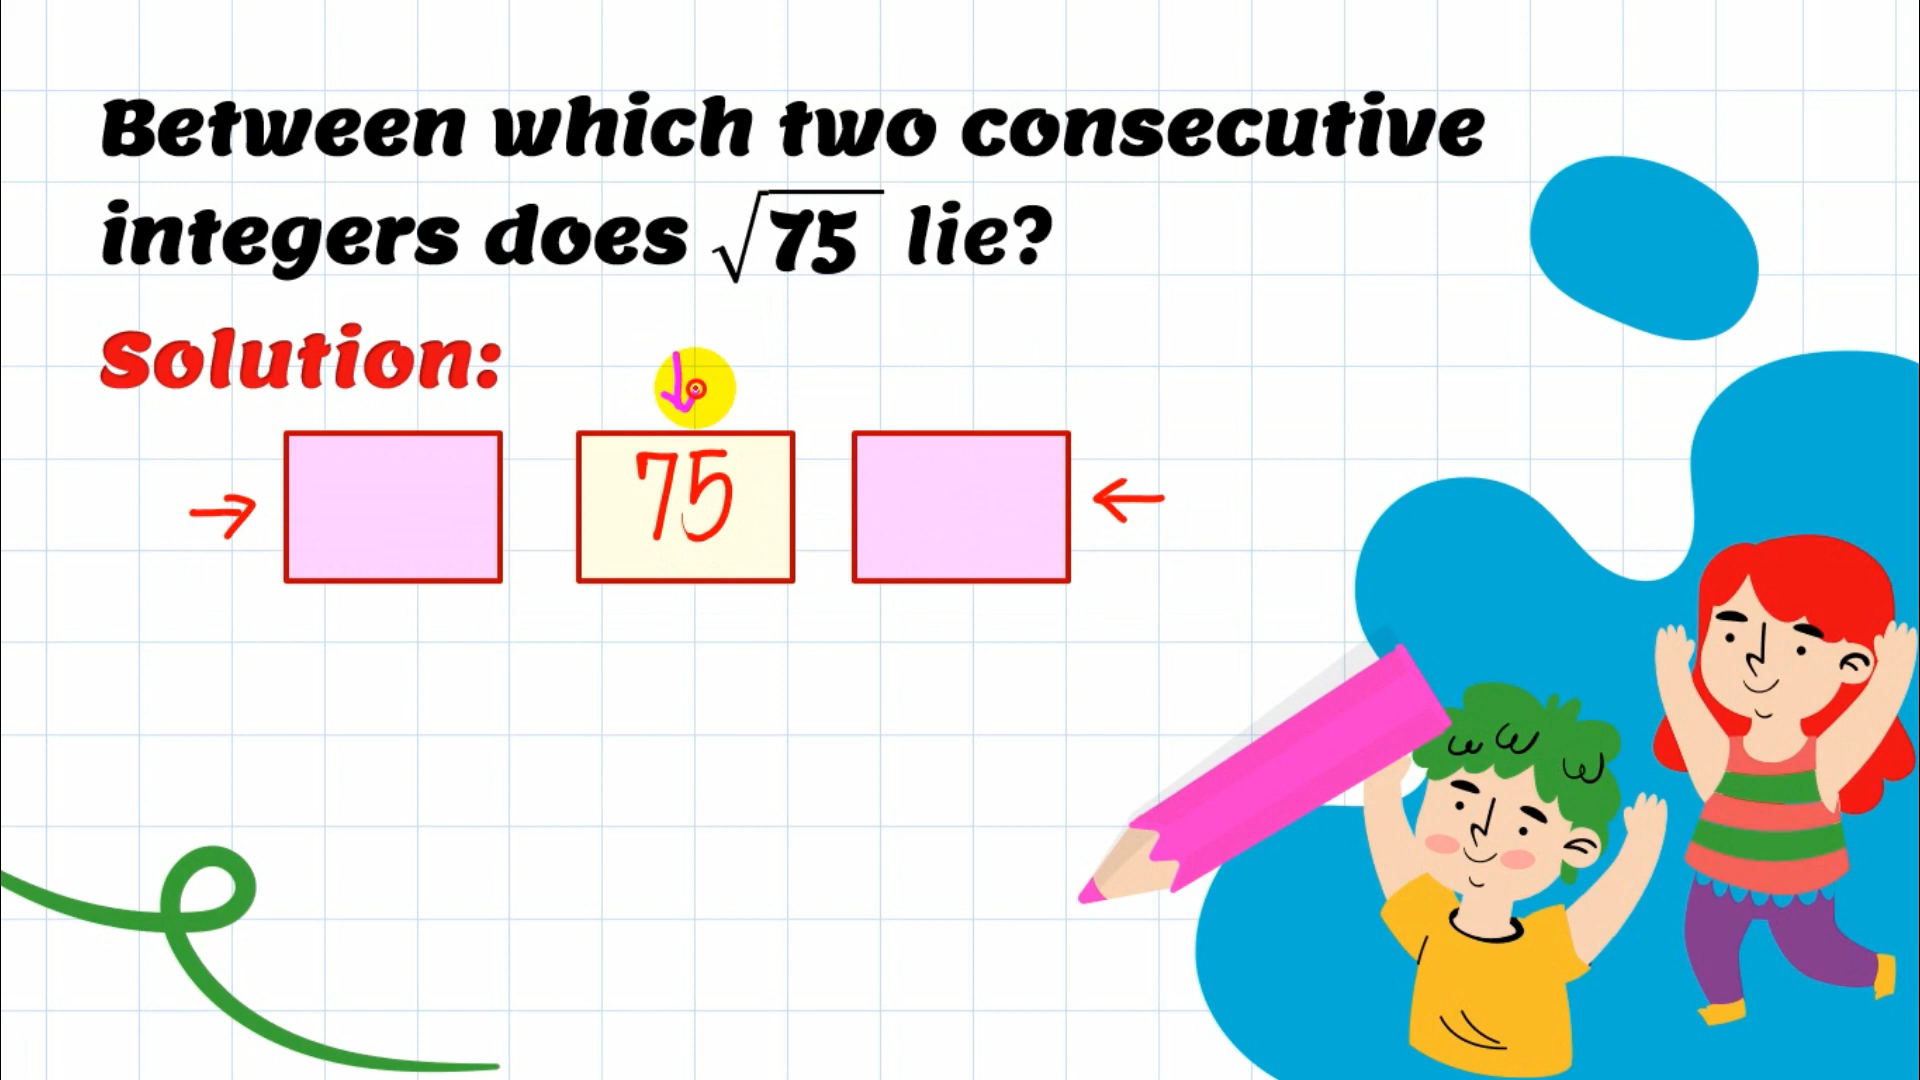 Between which two consecutive
integers does √75 lie?
Solution:
75